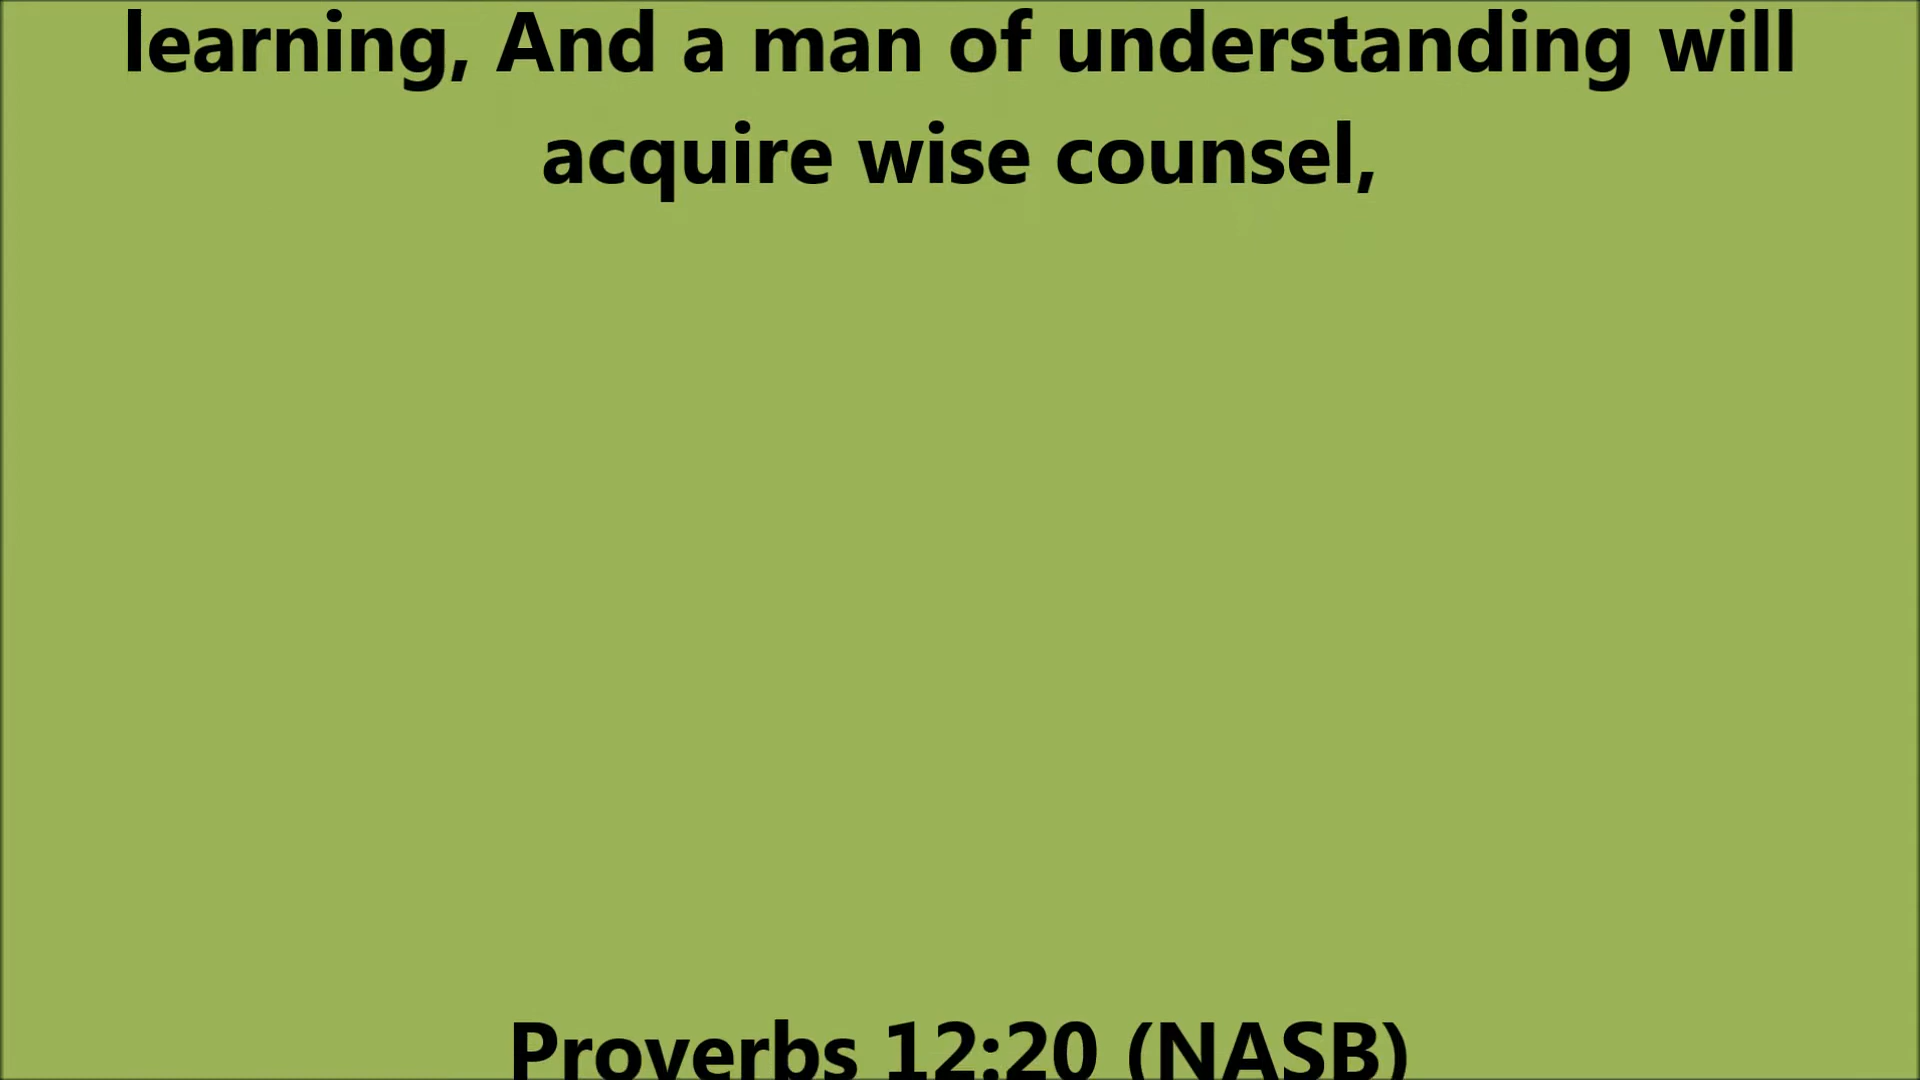 learning, And a man of understanding will
acquire wise counsel,
Proverbs 12:20 (NASB)